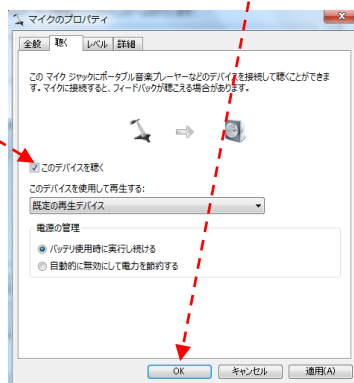 マイクのプロパティ
全般 聴く レベル 詳細
この マイク ジャックにポータブル音楽プレーヤーなどのデバイスを接続して聴くことができま
す。マイクに接続すると、フィードバックが聴こえる場合があります。
このデバイスを聴く
このデバイスを使用して再生する:
既定の再生デバイス
電源の管理
バッテリ使用時に実行し続ける
自動的に無効にして電力を節約する
OK キャンセル 適用(A)